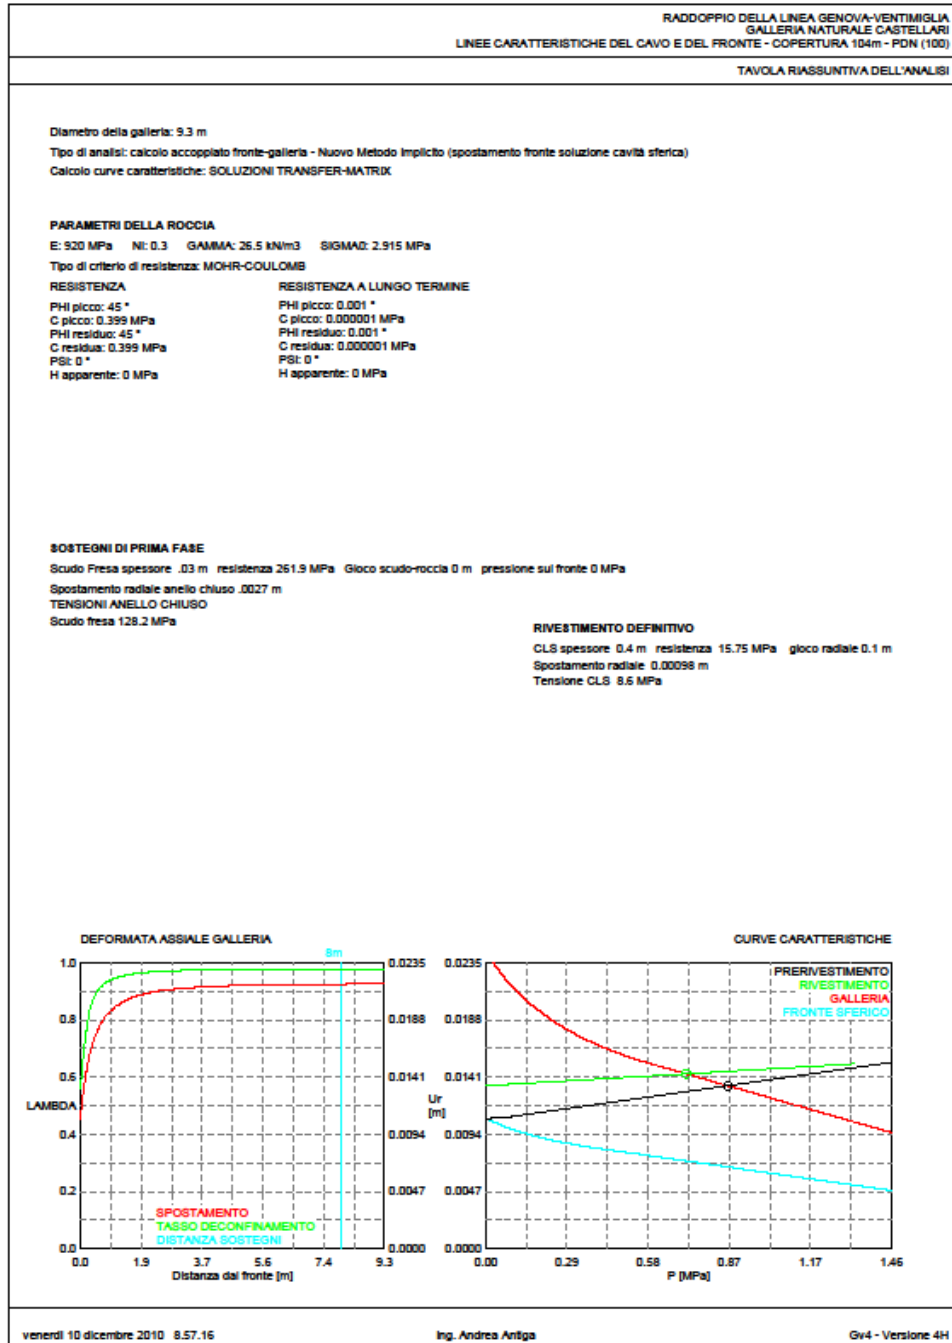 RADDOPPIO DELLA LINEA GENOVA-VENTIMIGLIA
GALLERIA NATURALE CASTELLARI
LINEE CARATTERISTICHE DEL CAVO E DEL FRONTE - COPERTURA 104m - PDN (100)
TAVOLA RIASSUNTIVA DELL'ANALISI
Diametro della galleria: 9.3 m
Tipo di analisi: calcolo accoppiato fronte-galleria - Nuovo Metodo Implicito (spostamento fronte soluzione cavità sferica)
Calcolo curve caratteristiche: SOLUZIONI TRANSFER-MATRIX
PARAMETRI DELLA ROCCIA
E: 920 MPa NI: 0.3 GAMMA: 26.5 kN/m3 SIGMA0: 2.915 MPa
Tipo di criterio di resistenza: MOHR-COULOMB
RESISTENZA
PHI picco: 45 °
C picco: 0.399 MPa
PHI residuo: 45 °
C residua: 0.399 MPa
PSI: 0 °
H apparente: 0 MPa
RESISTENZA A LUNGO TERMINE
PHI picco: 0.001 °
C picco: 0.000001 MPa
PHI residuo: 0.001 °
C residua: 0.000001 MPa
PSI: 0 °
H apparente: 0 MPa
SOSTEGNI DI PRIMA FASE
Scudo Fresa spessore .03 m resistenza 261.9 MPa Gioco scudo-roccia 0 m pressione sul fronte 0 MPa
Spostamento radiale anello chiuso .0027 m
TENSIONI ANELLO CHIUSO
Scudo fresa 128.2 MPa
RIVESTIMENTO DEFINITIVO
CLS spessore 0.4 m resistenza 15.75 MPa gioco radiale 0.1 m
Spostamento radiale 0.00098 m
Tensione CLS 8.6 MPa
DEFORMATA ASSIALE GALLERIA
8m
1.0
0.8
0.6
LAMBDA
0.4
0.2
0.0
0.0235
0.0188
0.0141
Ur
[m]
0.0094
0.0047
0.0000
SPOSTAMENTO
TASSO DECONFINAMENTO
DISTANZA SOSTEGNI
0.0 1.9 3.7 5.6 7.4 9.3
Distanza dal fronte [m]
CURVE CARATTERISTICHE
0.0235
0.0188
0.0141
0.0094
0.0047
0.0000
PRERIVESTIMENTO
RIVESTIMENTO
GALLERIA
FRONTE SFERICO
0.00 0.29 0.58 0.87 1.17 1.46
P [MPa]
venerdì 10 dicembre 2010 8.57.16
Ing. Andrea Antiga
Gv4 - Versione 4H